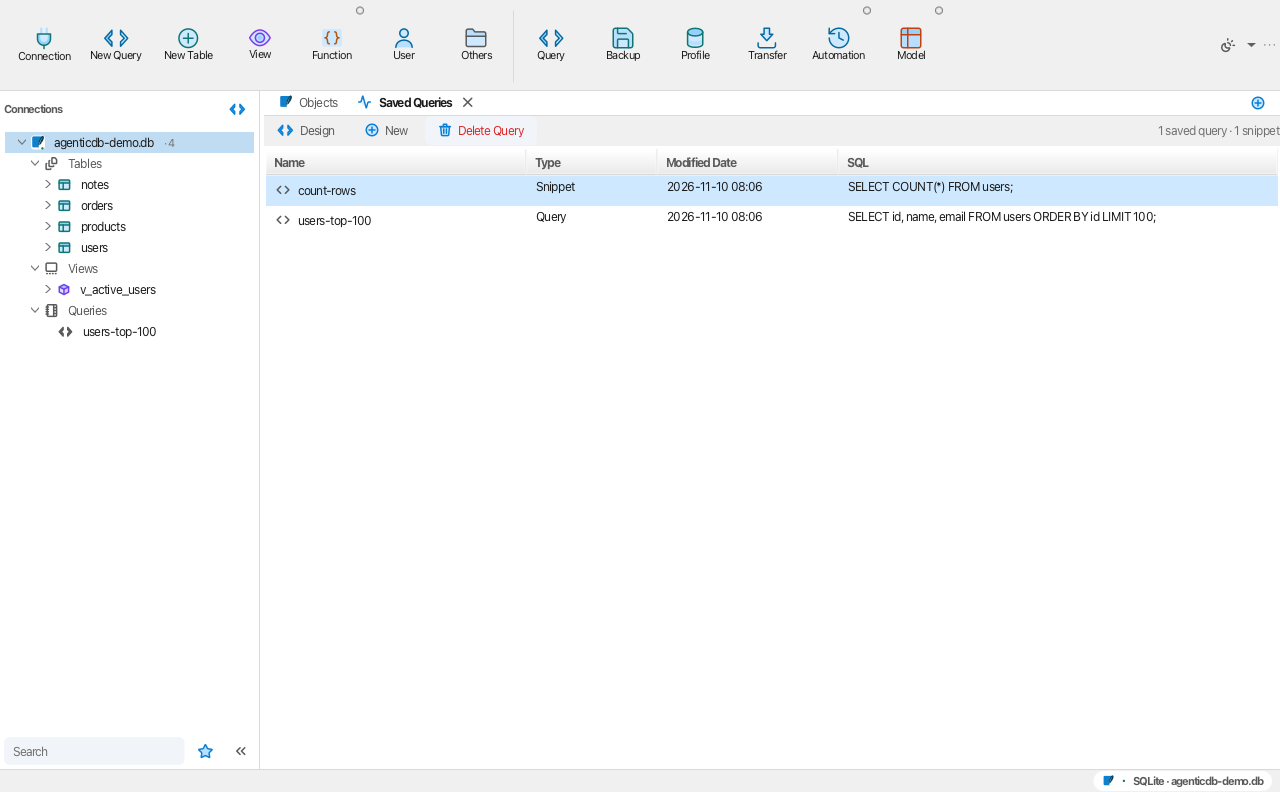 Connection
New Query
New Table
View
Function
User
Others
Query
Backup
Profile
Transfer
Automation
Model
Connections
Objects
Saved Queries
agenticdb-demo.db · 4
Design
New
Delete Query
1 saved query · 1 snippet
Tables
notes
orders
products
users
Views
v_active_users
Queries
users-top-100
Name Type Modified Date SQL
count-rows Snippet 2026-11-10 08:06 SELECT COUNT(*) FROM users;
users-top-100 Query 2026-11-10 08:06 SELECT id, name, email FROM users ORDER BY id LIMIT 100;
Search
SQLite · agenticdb-demo.db